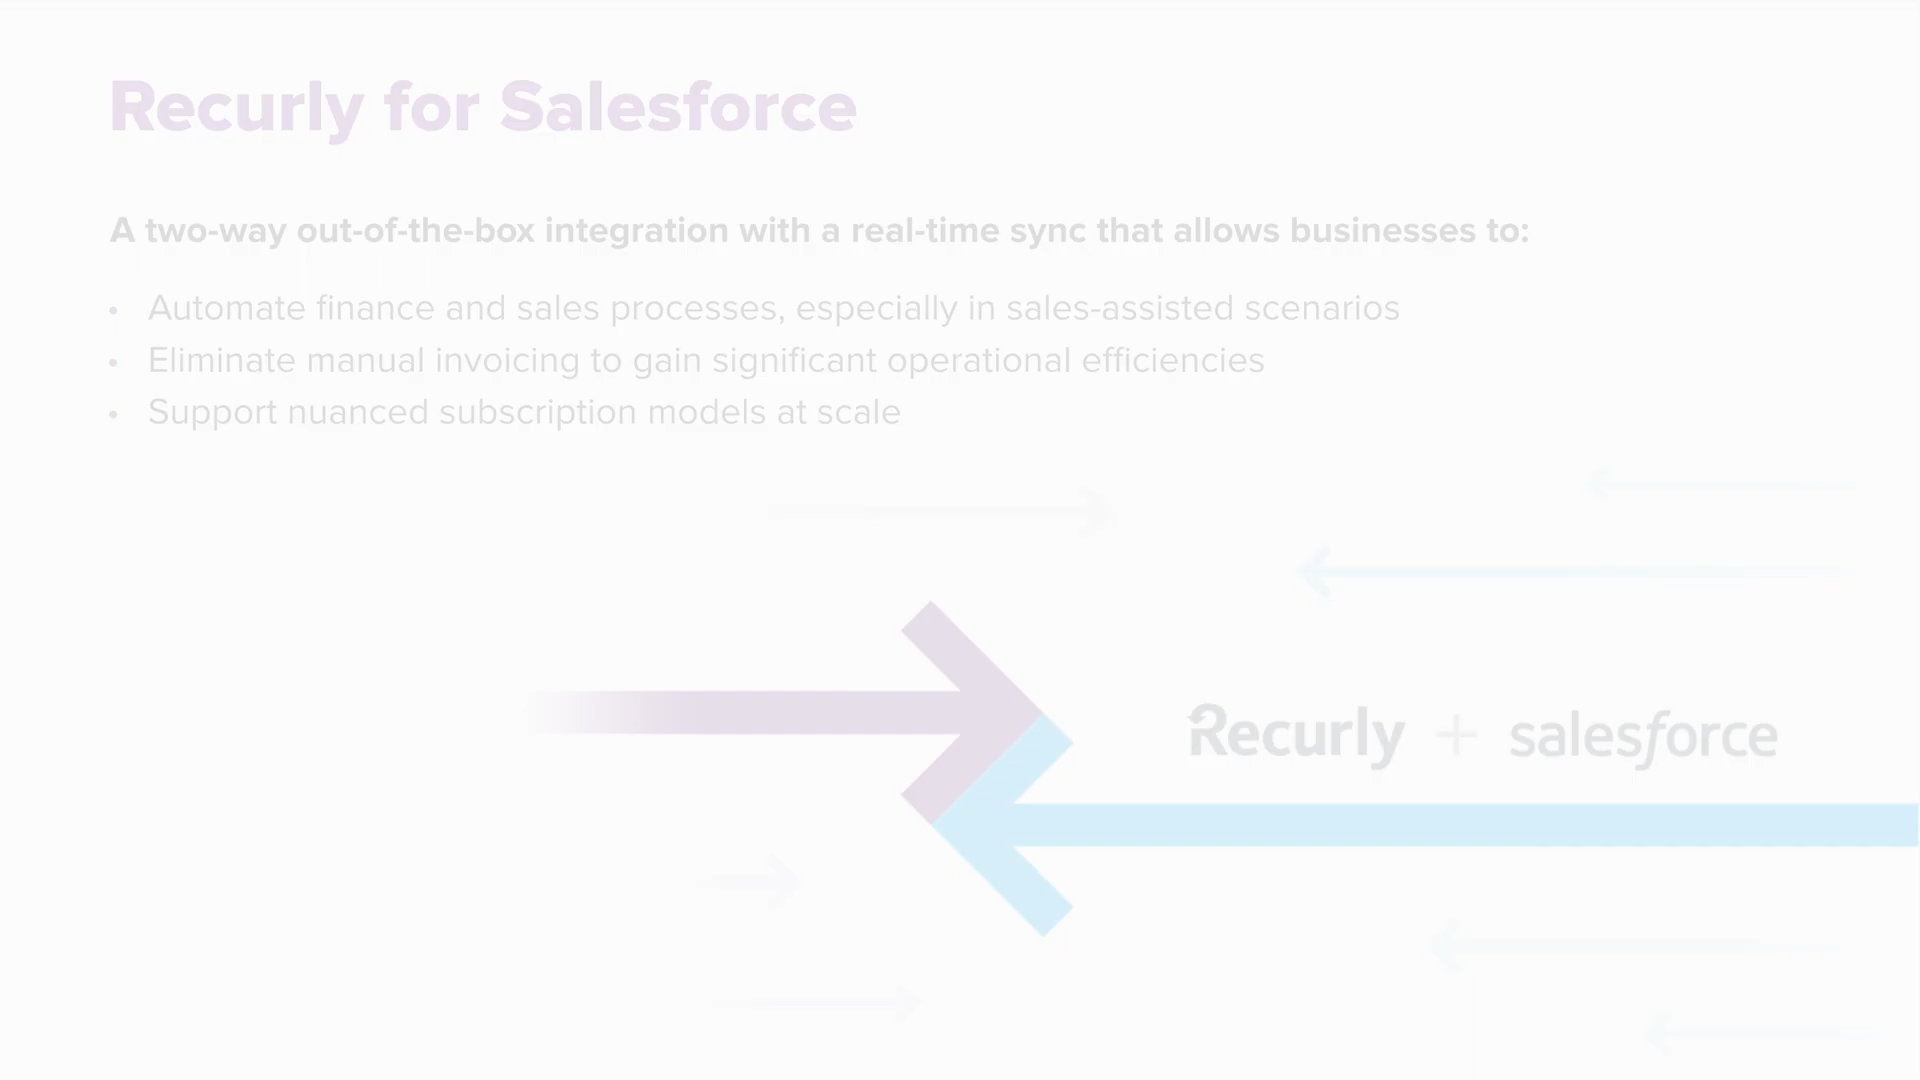 Recurly for Salesforce
A two-way out-of-the-box integration with a real-time sync that allows businesses to:
• Automate finance and sales processes, especially in sales-assisted scenarios
• Eliminate manual invoicing to gain significant operational efficiencies
• Support nuanced subscription models at scale
Recurly + salesforce